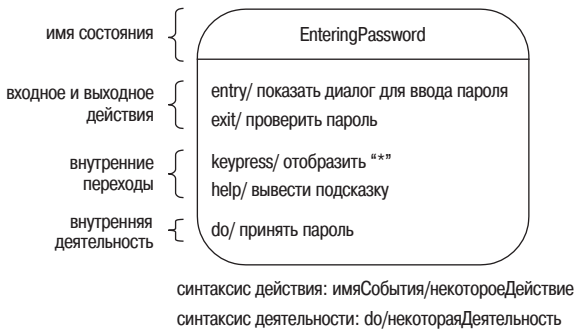 имя состояния
EnteringPassword
входное и выходное
действия
entry/ показать диалог для ввода пароля
exit/ проверить пароль
внутренние
переходы
keypress/ отобразить “*”
help/ вывести подсказку
внутренняя
деятельность
do/ принять пароль
синтаксис действия: имяСобытия/некотороеДействие
синтаксис деятельности: do/некотораяДеятельность